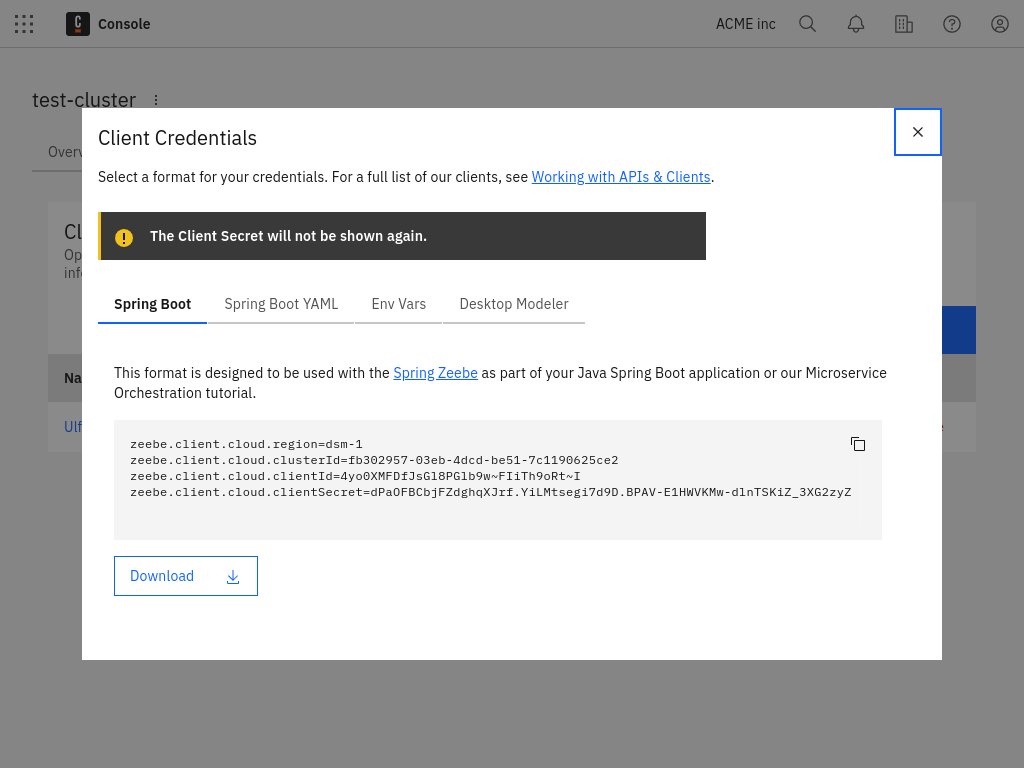 Console
ACME inc
test-cluster
Client Credentials
Overv
Select a format for your credentials. For a full list of our clients, see Working with APIs & Clients.
The Client Secret will not be shown again.
Cl
Op
info
Spring Boot
Spring Boot YAML
Env Vars
Desktop Modeler
This format is designed to be used with the Spring Zeebe as part of your Java Spring Boot application or our Microservice
Orchestration tutorial.
Na
Ulf
zeebe.client.cloud.region=dsm-1
zeebe.client.cloud.clusterId=fb302957-03eb-4dcd-be51-7c1190625ce2
zeebe.client.cloud.clientId=4yo0XMFDfJsGl8PGlb9w~FIiTh9oRt~I
zeebe.client.cloud.clientSecret=dPaOFBCbjFZdghqXJrf.YiLMtsegi7d9D.BPAV-E1HWVKMw-dlnTSKiZ_3XG2zyZ
Download